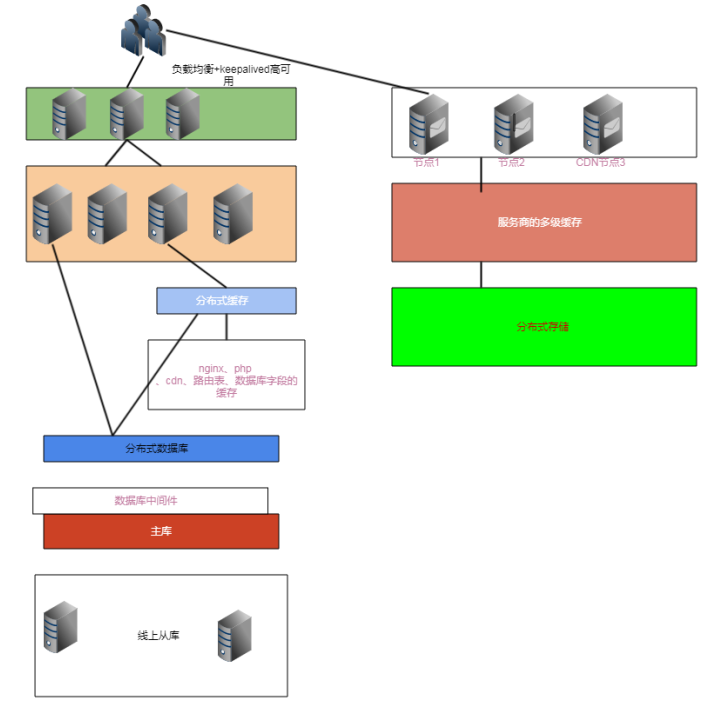 负载均衡+keepalived高可
用
节点1
节点2
CDN节点3
服务商的多级缓存
分布式缓存
分布式存储
nginx、php
、cdn、路由表、数据库字段的
缓存
分布式数据库
数据库中间件
主库
线上从库